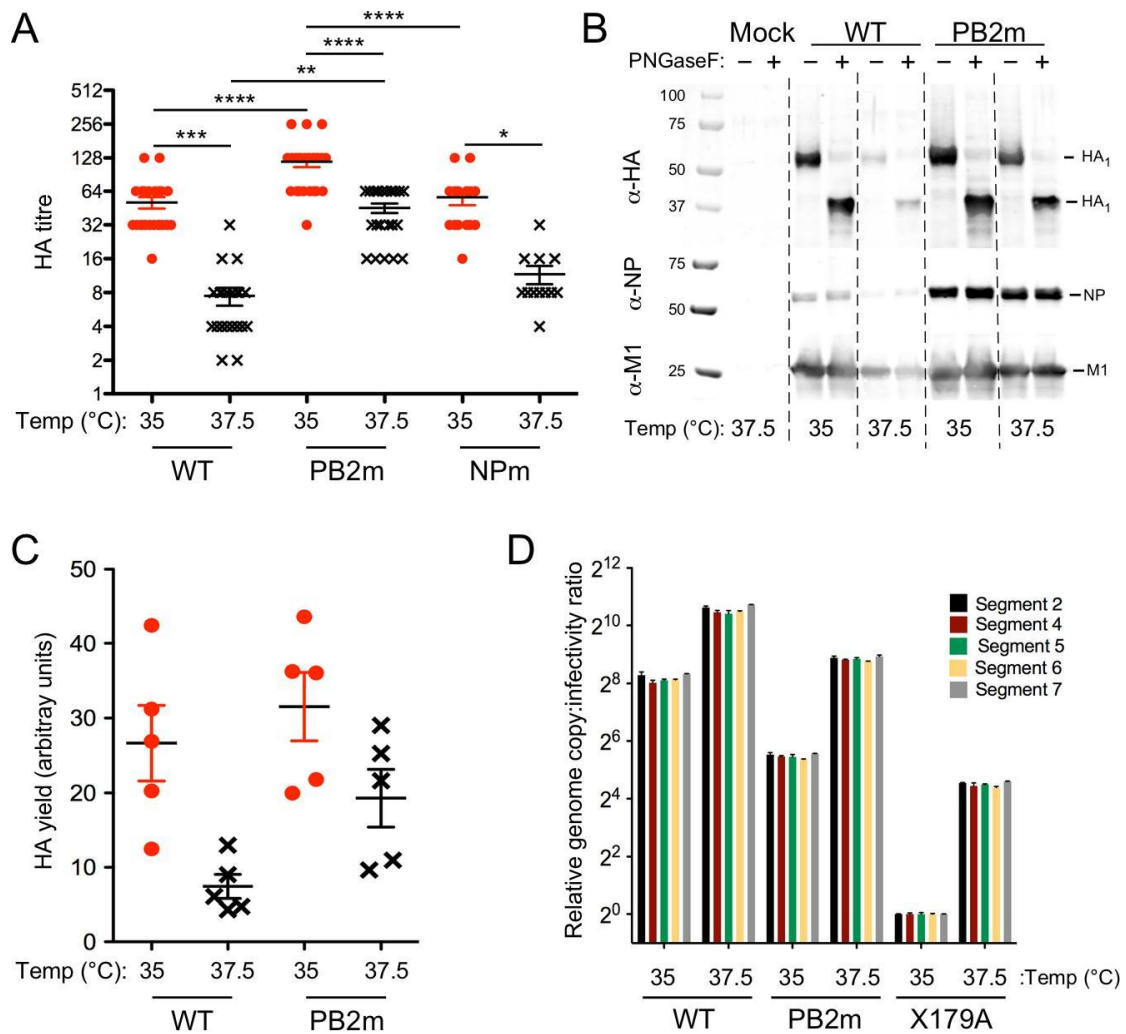 A
****
****
**
****
***
*
512
256
128
64
32
16
8
4
2
1
HA titre
Temp (°C): 35 37.5 35 37.5 35 37.5
WT PB2m NPm
B
Mock WT PB2m
PNGaseF: – + – + – + – + – +
100
75
50
37
α-HA
HA1
HA1
75
50
α-NP
NP
25
α-M1
M1
Temp (°C): 37.5 35 37.5 35 37.5
C
50
40
30
20
10
0
HA yield (arbitray units)
Temp (°C): 35 37.5 35 37.5
WT PB2m
D
2^12
2^10
2^8
2^6
2^4
2^2
2^0
Relative genome copy:infectivity ratio
Segment 2
Segment 4
Segment 5
Segment 6
Segment 7
35 37.5 35 37.5 35 37.5 :Temp (°C)
WT PB2m X179A